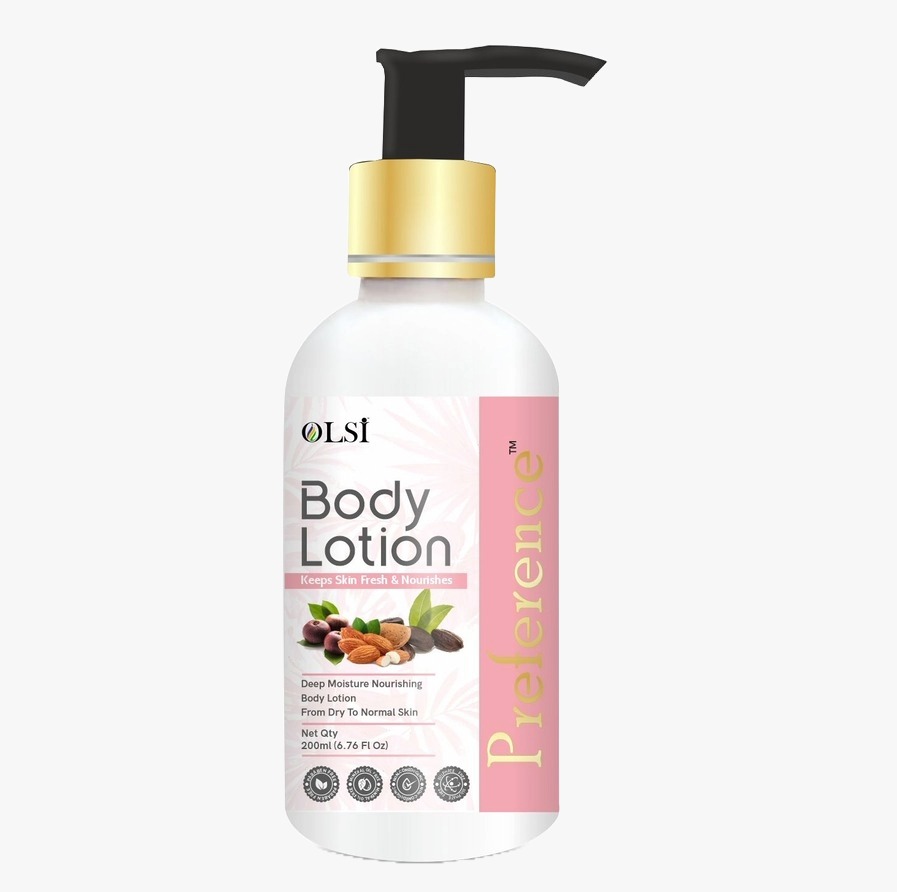 OLSI
Body
Lotion
Keeps Skin Fresh & Nourishes
Deep Moisture Nourishing
Body Lotion
From Dry To Normal Skin
Net Qty
200ml (6.76 Fl Oz)
Preference™